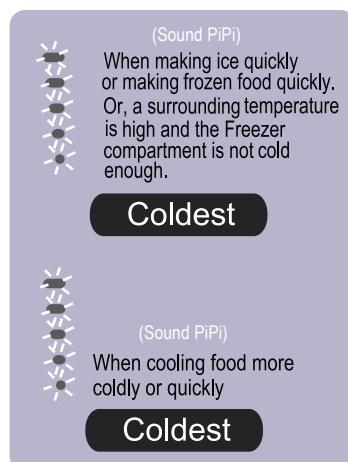 (Sound PiPi)
When making ice quickly
or making frozen food quickly.
Or, a surrounding temperature
is high and the Freezer
compartment is not cold
enough.
Coldest
(Sound PiPi)
When cooling food more
coldly or quickly
Coldest